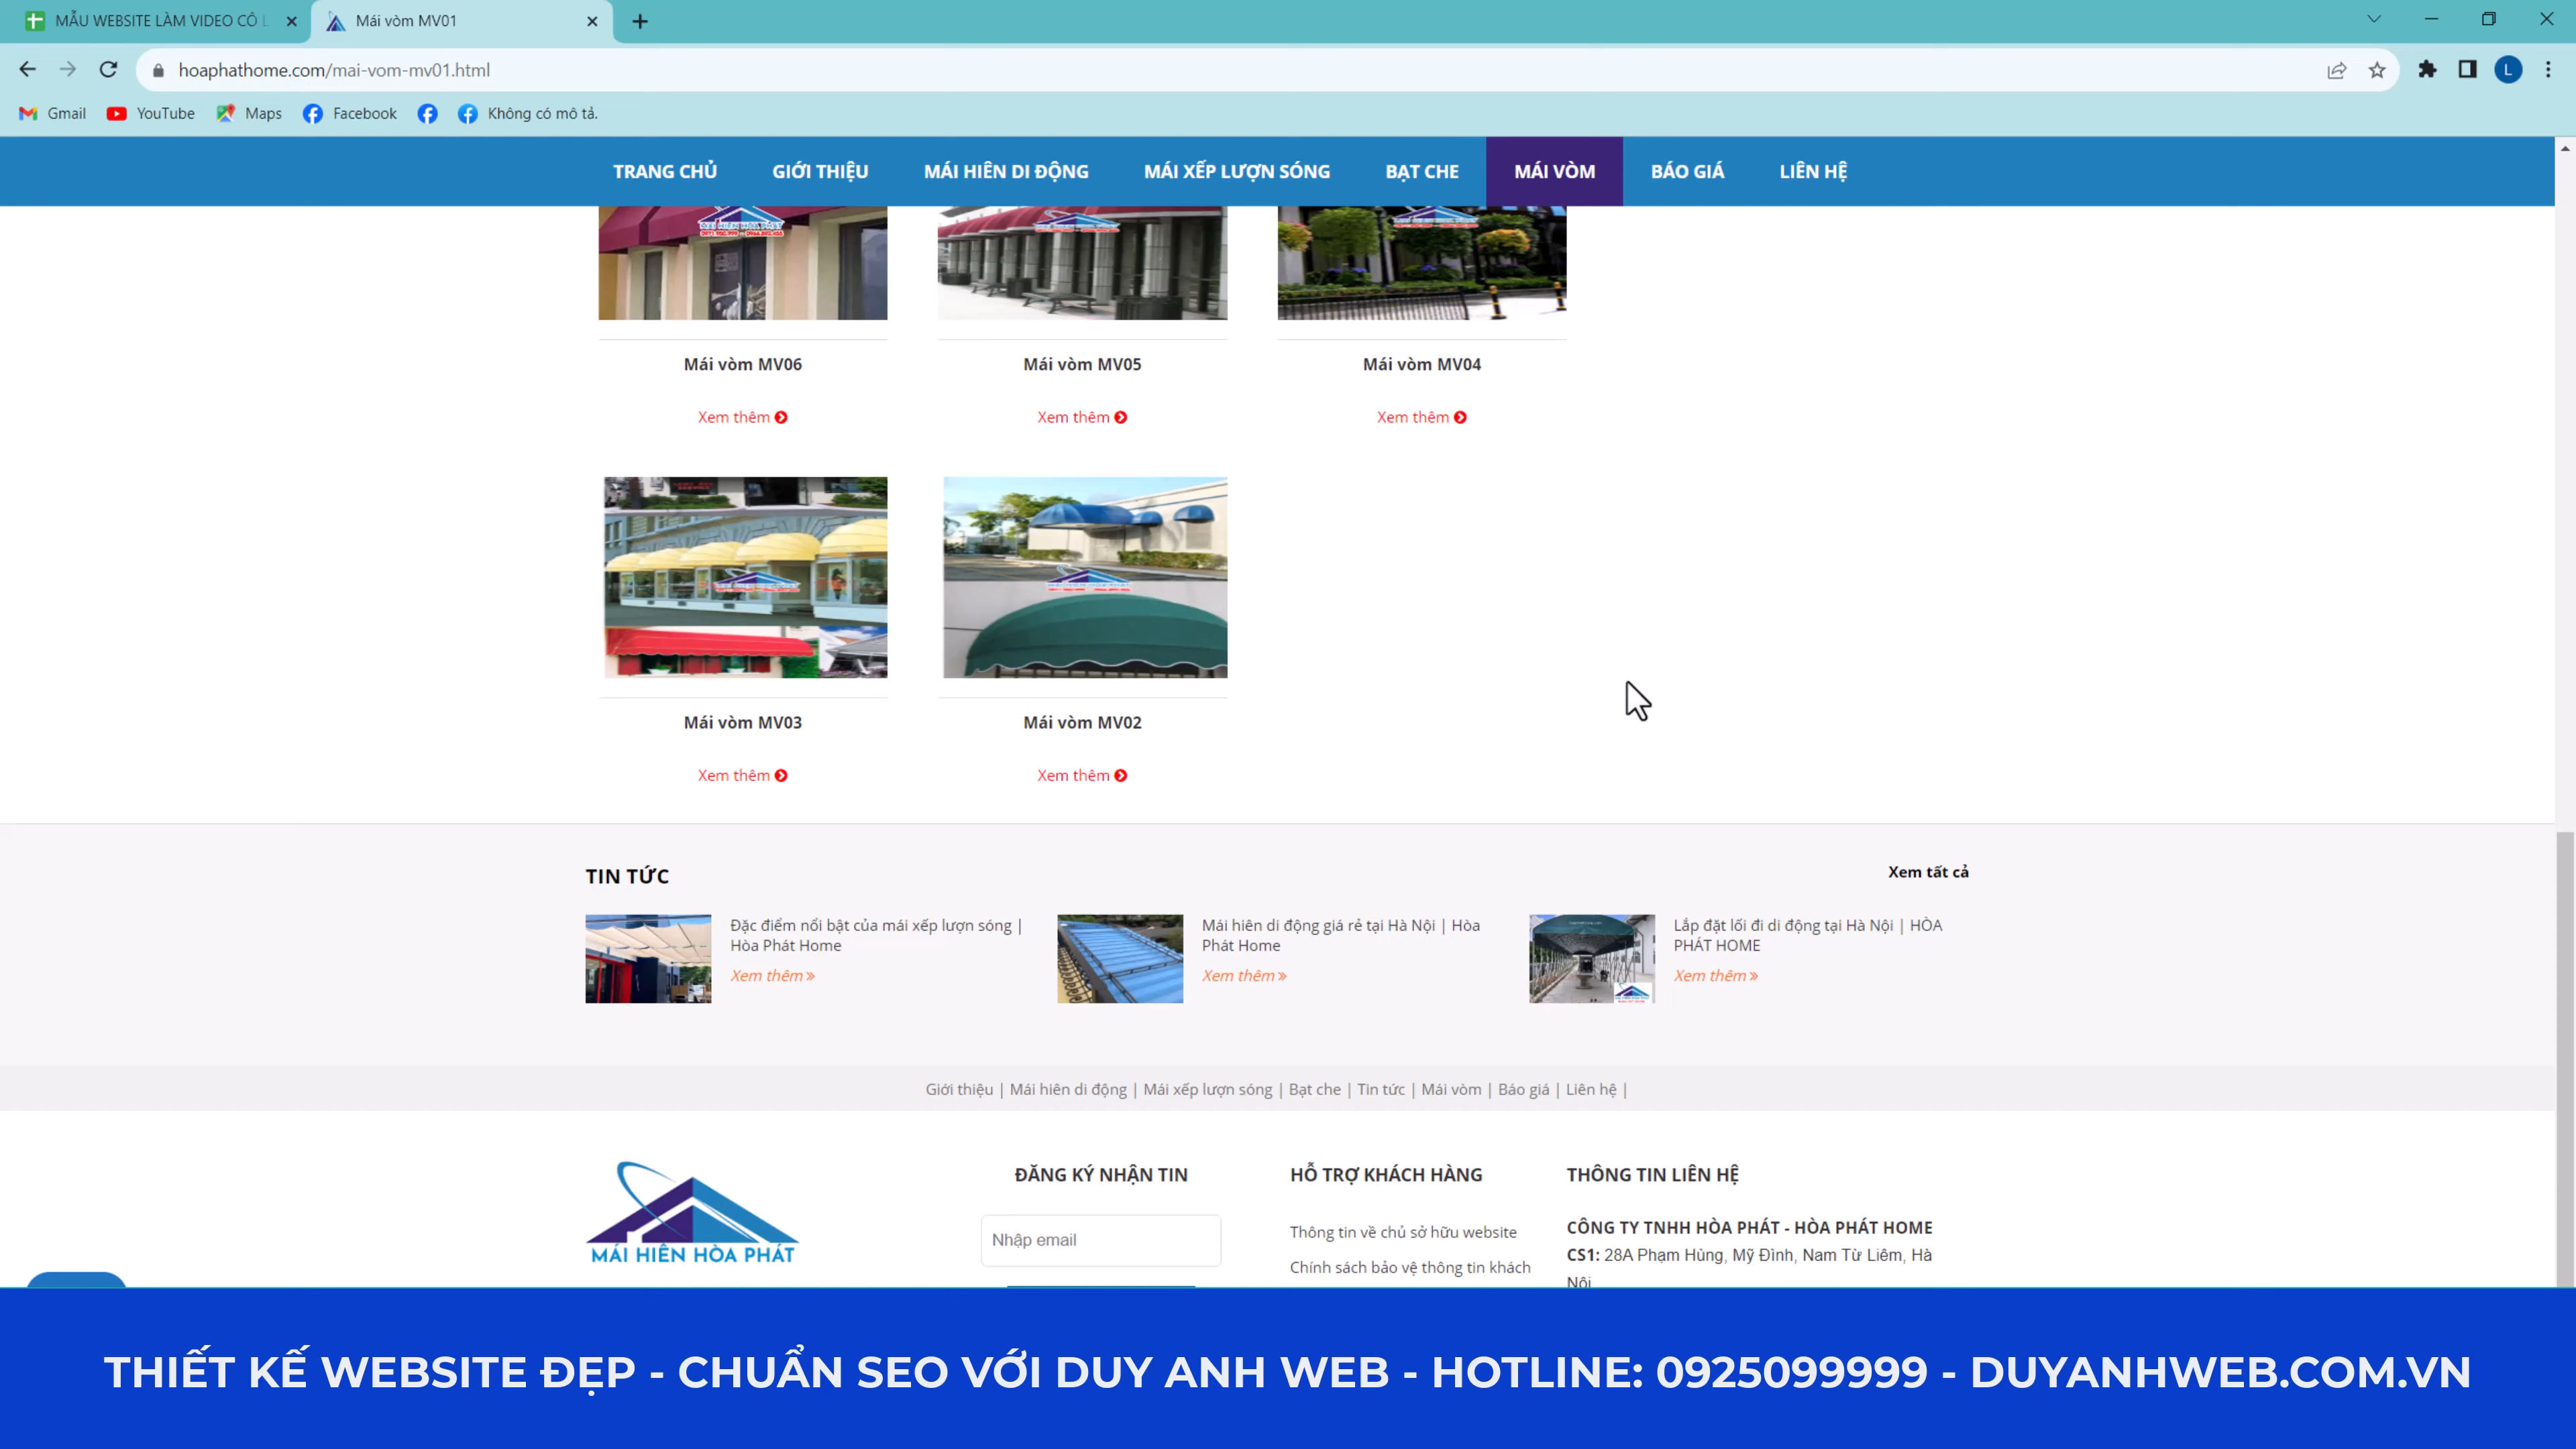 MẪU WEBSITE LÀM VIDEO CÔ L
Mái vòm MV01
hoaphathome.com/mai-vom-mv01.html
L
Gmail
YouTube
Maps
Facebook
Không có mô tả.
TRANG CHỦ
GIỚI THIỆU
MÁI HIÊN DI ĐỘNG
MÁI XẾP LƯỢN SÓNG
BẠT CHE
MÁI VÒM
BÁO GIÁ
LIÊN HỆ
Mái vòm MV06
Mái vòm MV05
Mái vòm MV04
Xem thêm
Xem thêm
Xem thêm
Mái vòm MV03
Mái vòm MV02
Xem thêm
Xem thêm
TIN TỨC
Xem tất cả
Đặc điểm nổi bật của mái xếp lượn sóng |
Hòa Phát Home
Xem thêm »
Mái hiên di động giá rẻ tại Hà Nội | Hòa
Phát Home
Xem thêm »
Lắp đặt lối đi di động tại Hà Nội | HÒA
PHÁT HOME
Xem thêm »
Giới thiệu | Mái hiên di động | Mái xếp lượn sóng | Bạt che | Tin tức | Mái vòm | Báo giá | Liên hệ |
MÁI HIÊN HÒA PHÁT
ĐĂNG KÝ NHẬN TIN
Nhập email
HỖ TRỢ KHÁCH HÀNG
Thông tin về chủ sở hữu website
Chính sách bảo vệ thông tin khách
THÔNG TIN LIÊN HỆ
CÔNG TY TNHH HÒA PHÁT - HÒA PHÁT HOME
CS1: 28A Phạm Hùng, Mỹ Đình, Nam Từ Liêm, Hà
Nội
THIẾT KẾ WEBSITE ĐẸP - CHUẨN SEO VỚI DUY ANH WEB - HOTLINE: 0925099999 - DUYANHWEB.COM.VN